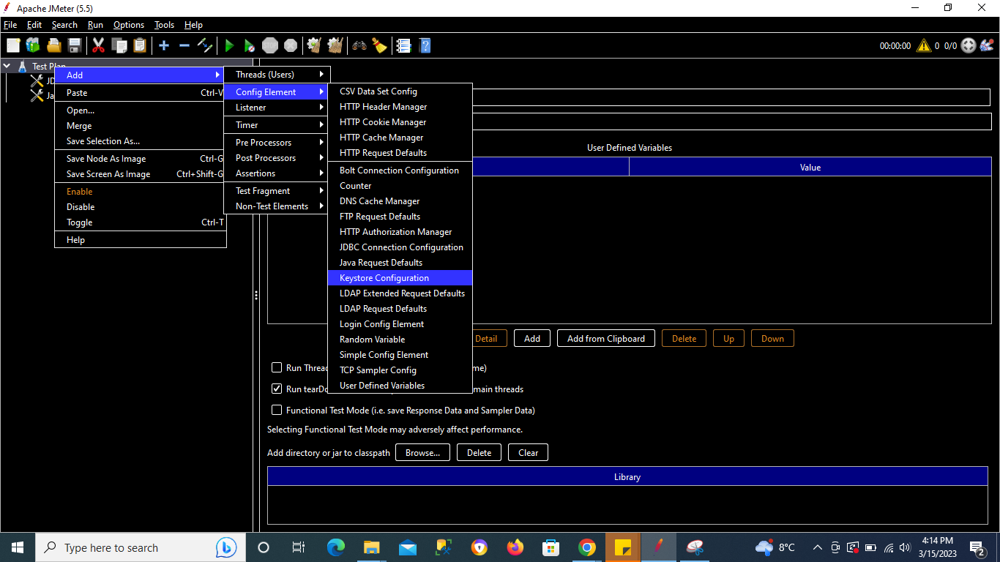 Apache JMeter (5.5)
File Edit Search Run Options Tools Help
00:00:00 0 0/0
Test Plan
JD
Ja
Add
Paste Ctrl-V
Open...
Merge
Save Selection As...
Save Node As Image Ctrl-G
Save Screen As Image Ctrl+Shift-G
Enable
Disable
Toggle Ctrl-T
Help
Threads (Users)
Config Element
Listener
Timer
Pre Processors
Post Processors
Assertions
Test Fragment
Non-Test Elements
CSV Data Set Config
HTTP Header Manager
HTTP Cookie Manager
HTTP Cache Manager
HTTP Request Defaults
Bolt Connection Configuration
Counter
DNS Cache Manager
FTP Request Defaults
HTTP Authorization Manager
JDBC Connection Configuration
Java Request Defaults
Keystore Configuration
LDAP Extended Request Defaults
LDAP Request Defaults
Login Config Element
Random Variable
Simple Config Element
TCP Sampler Config
User Defined Variables
User Defined Variables
Value
Detail Add Add from Clipboard Delete Up Down
Run Threa me)
Run tearDo main threads
Functional Test Mode (i.e. save Response Data and Sampler Data)
Selecting Functional Test Mode may adversely affect performance.
Add directory or jar to classpath Browse... Delete Clear
Library
Type here to search
8°C
4:14 PM
3/15/2023
2